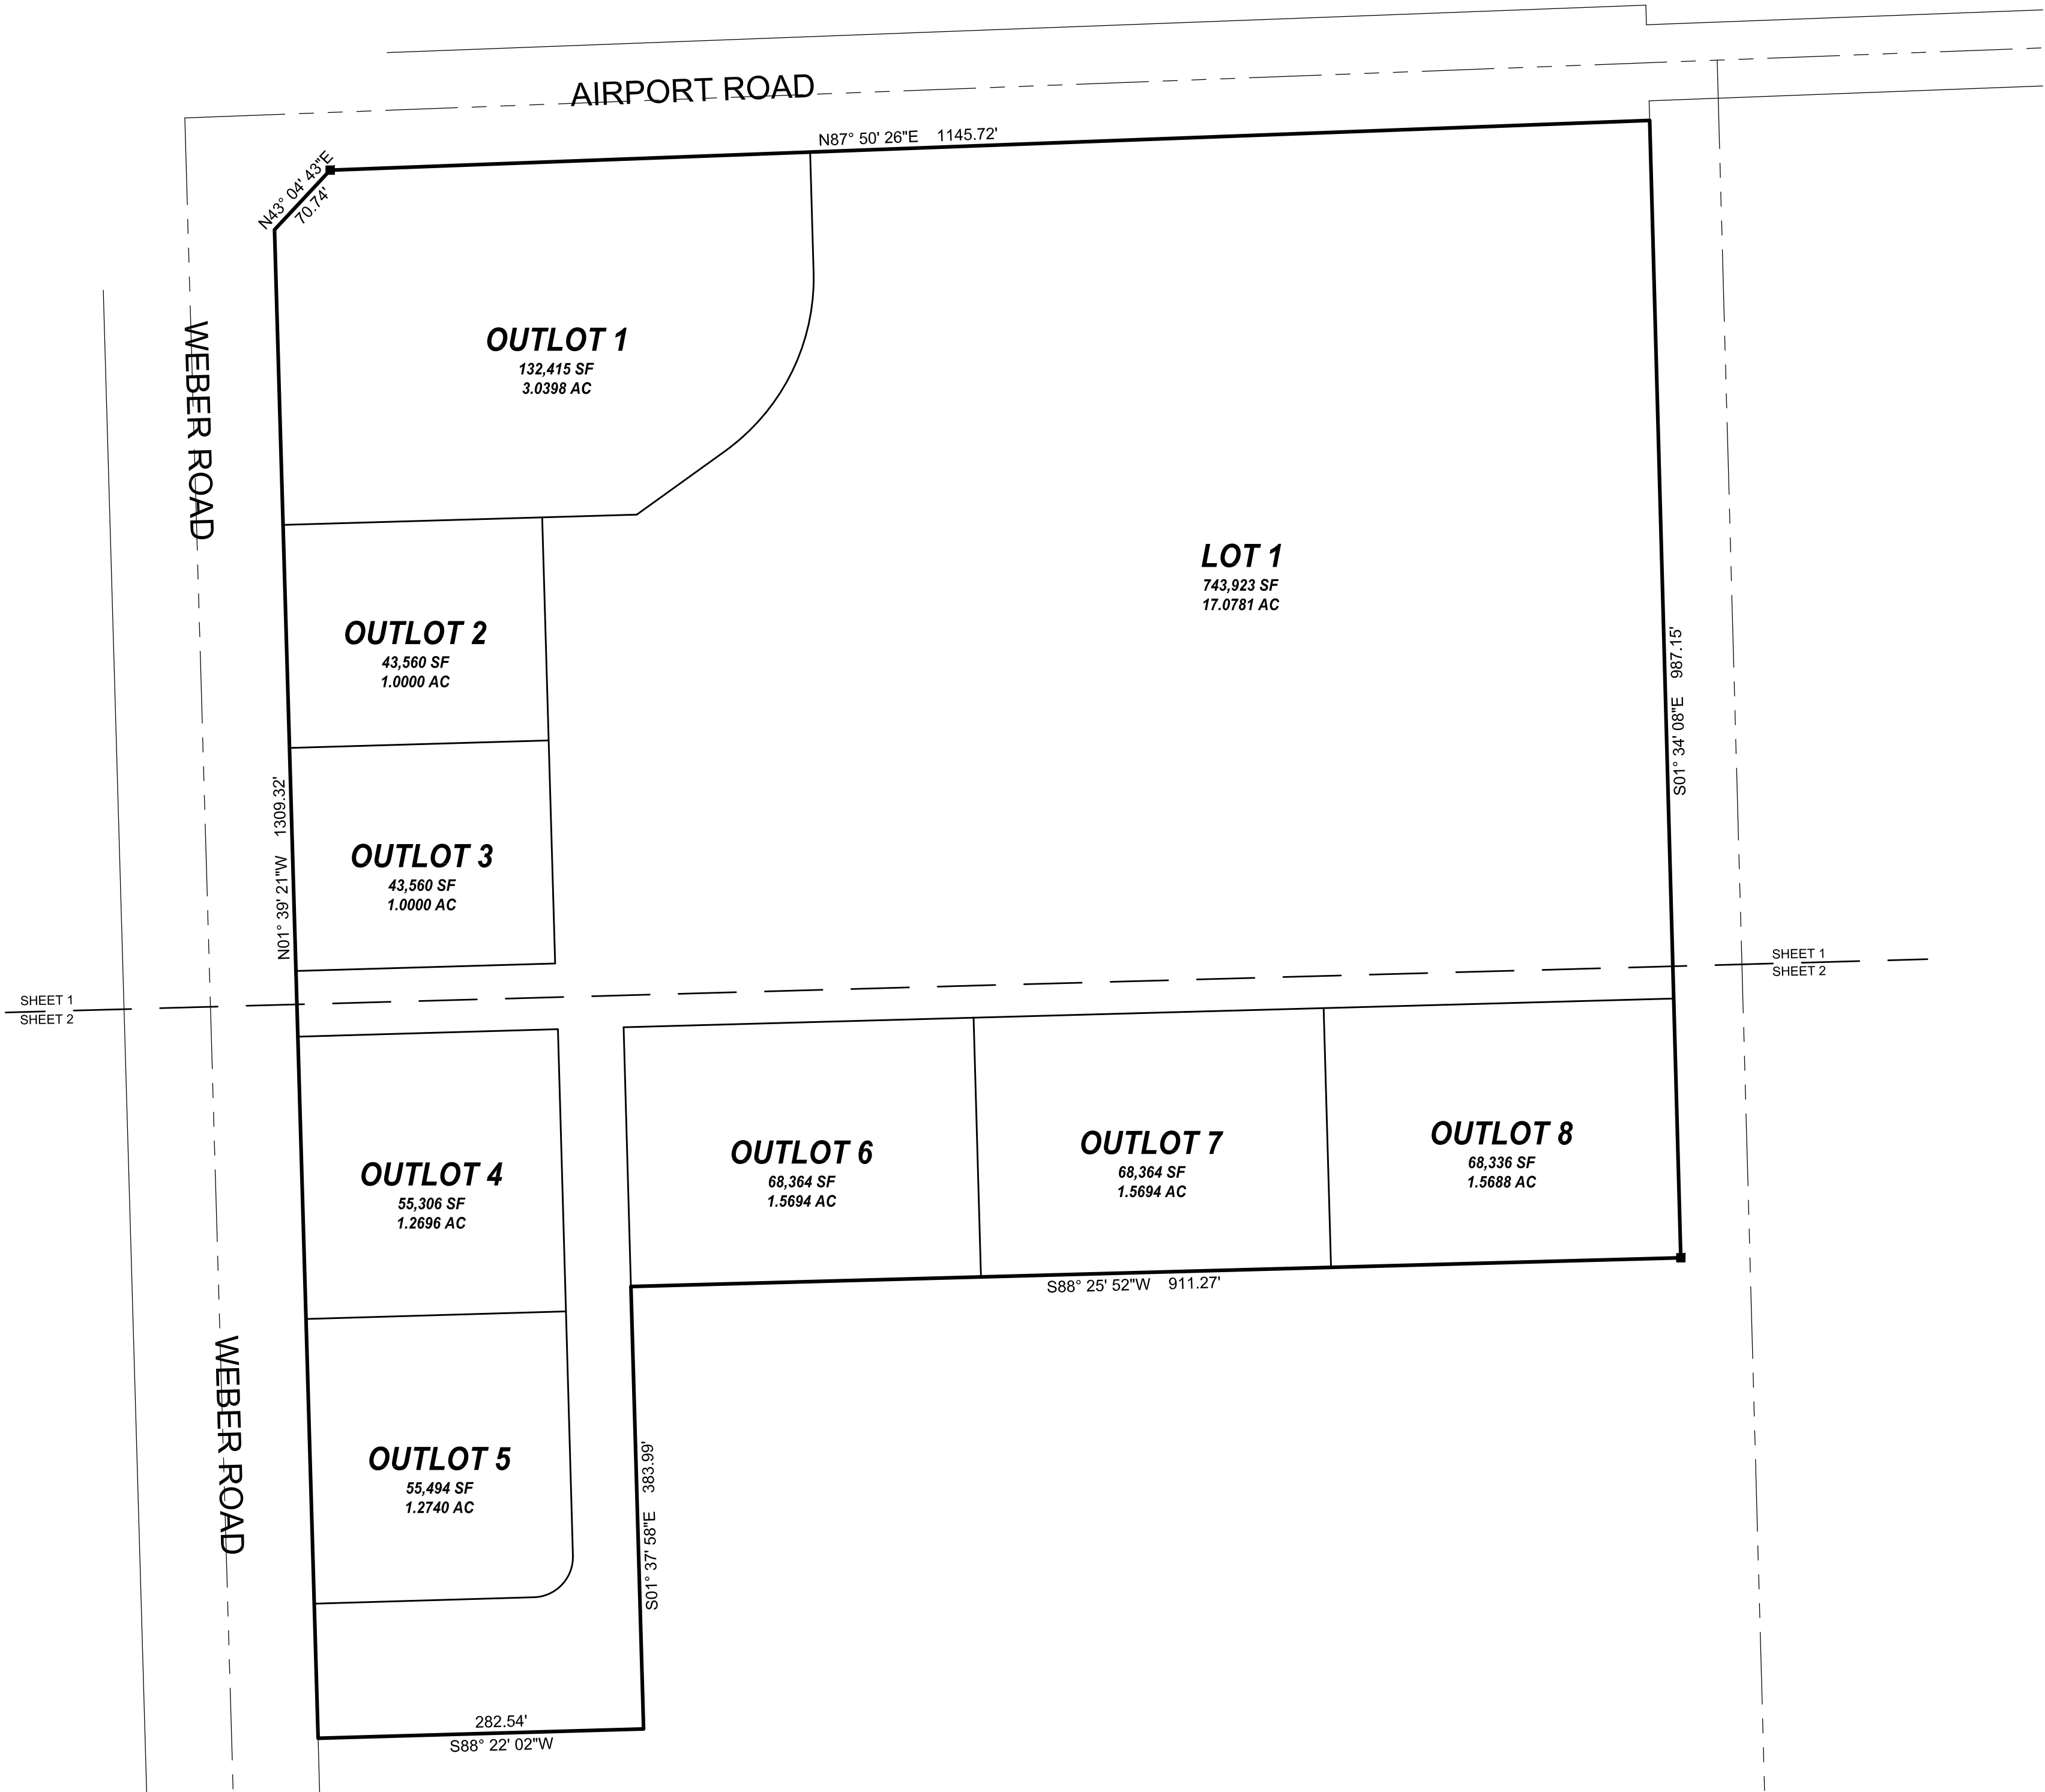 AIRPORT ROAD
N87° 50' 26"E 1145.72'
N43° 04' 43"E
70.74'
WEBER ROAD
OUTLOT 1
132,415 SF
3.0398 AC
LOT 1
743,923 SF
17.0781 AC
OUTLOT 2
43,560 SF
1.0000 AC
S01° 34' 08"E 987.15'
N01° 39' 21"W 1309.32'
OUTLOT 3
43,560 SF
1.0000 AC
SHEET 1
SHEET 2
SHEET 1
SHEET 2
OUTLOT 4
55,306 SF
1.2696 AC
OUTLOT 6
68,364 SF
1.5694 AC
OUTLOT 7
68,364 SF
1.5694 AC
OUTLOT 8
68,336 SF
1.5688 AC
S88° 25' 52"W 911.27'
WEBER ROAD
OUTLOT 5
55,494 SF
1.2740 AC
S01° 37' 58"E 383.99'
282.54'
S88° 22' 02"W